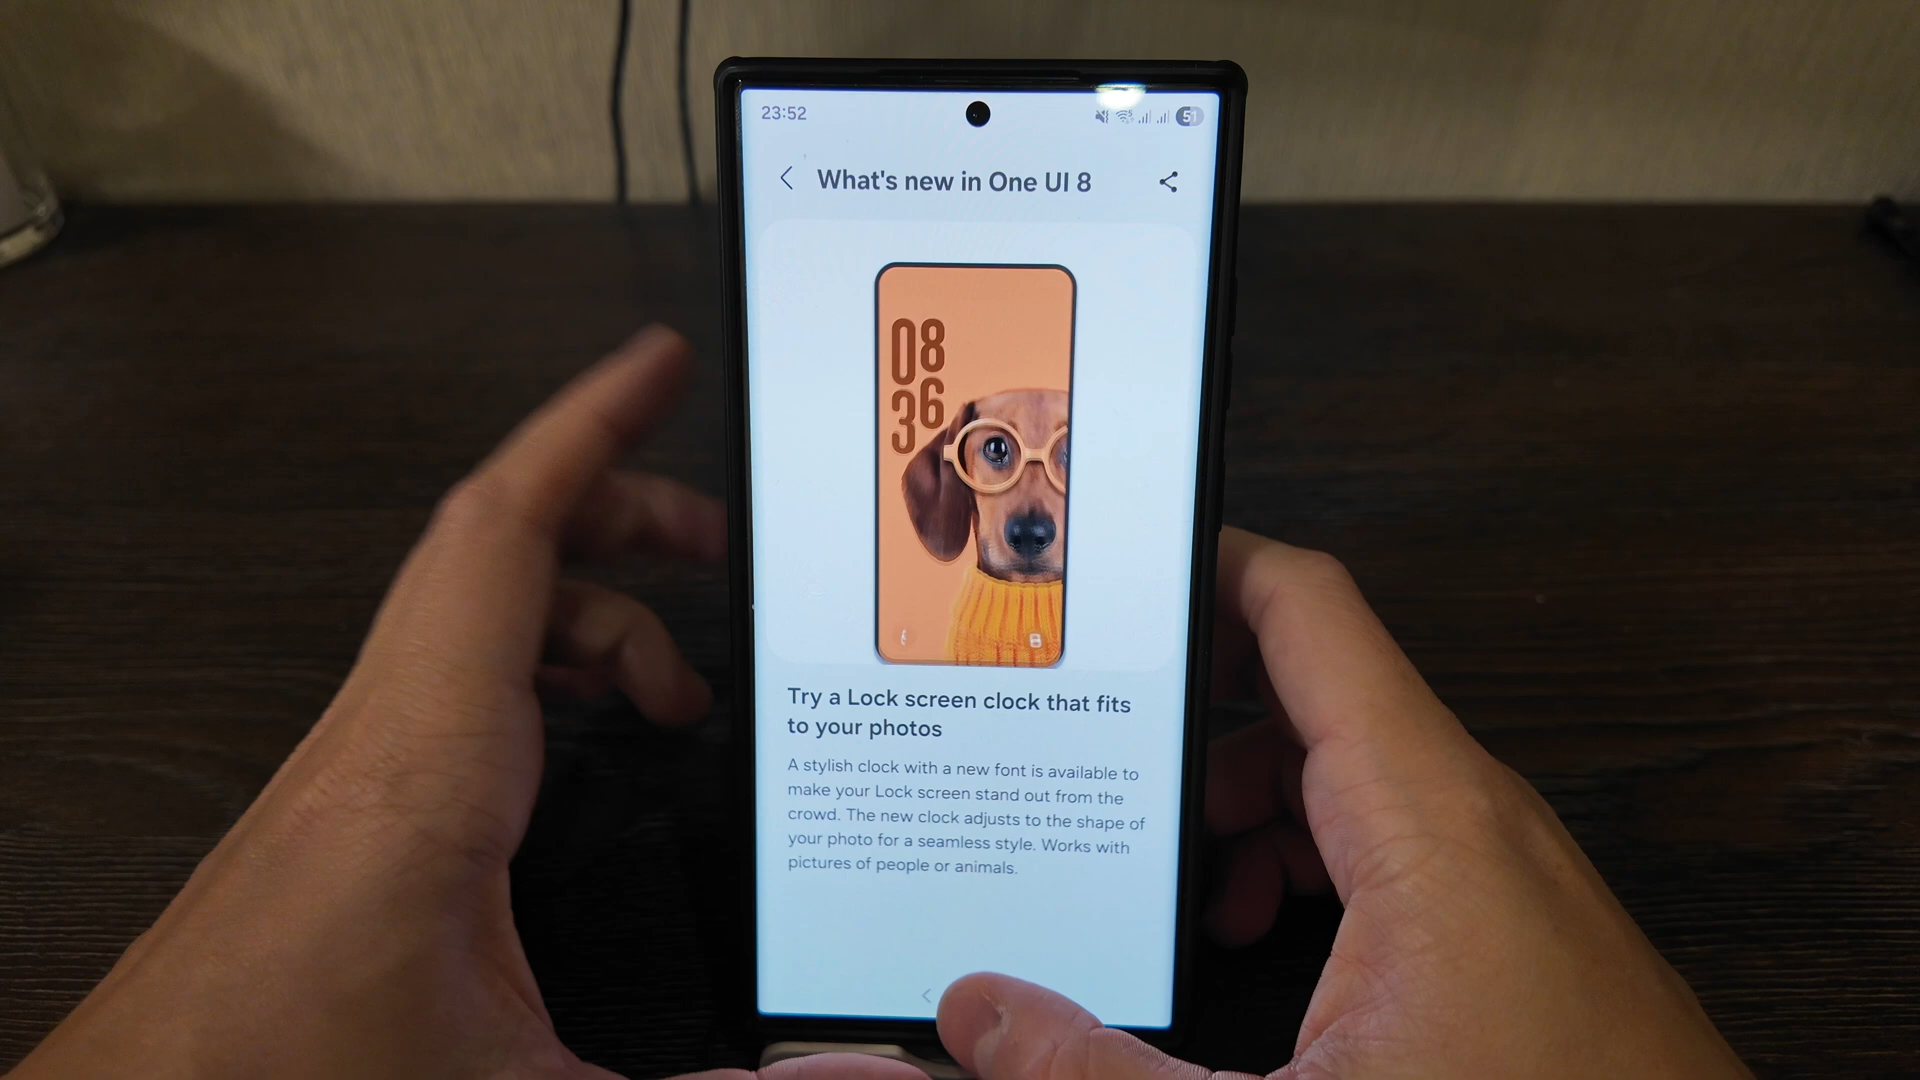 23:52
51
What's new in One UI 8
08
36
Try a Lock screen clock that fits
to your photos
A stylish clock with a new font is available to
make your Lock screen stand out from the
crowd. The new clock adjusts to the shape of
your photo for a seamless style. Works with
pictures of people or animals.